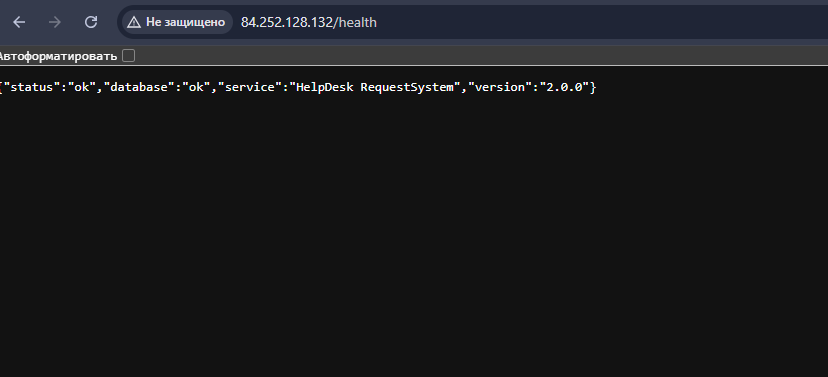 Не защищено 84.252.128.132/health
Автоформатировать
{"status":"ok","database":"ok","service":"HelpDesk RequestSystem","version":"2.0.0"}